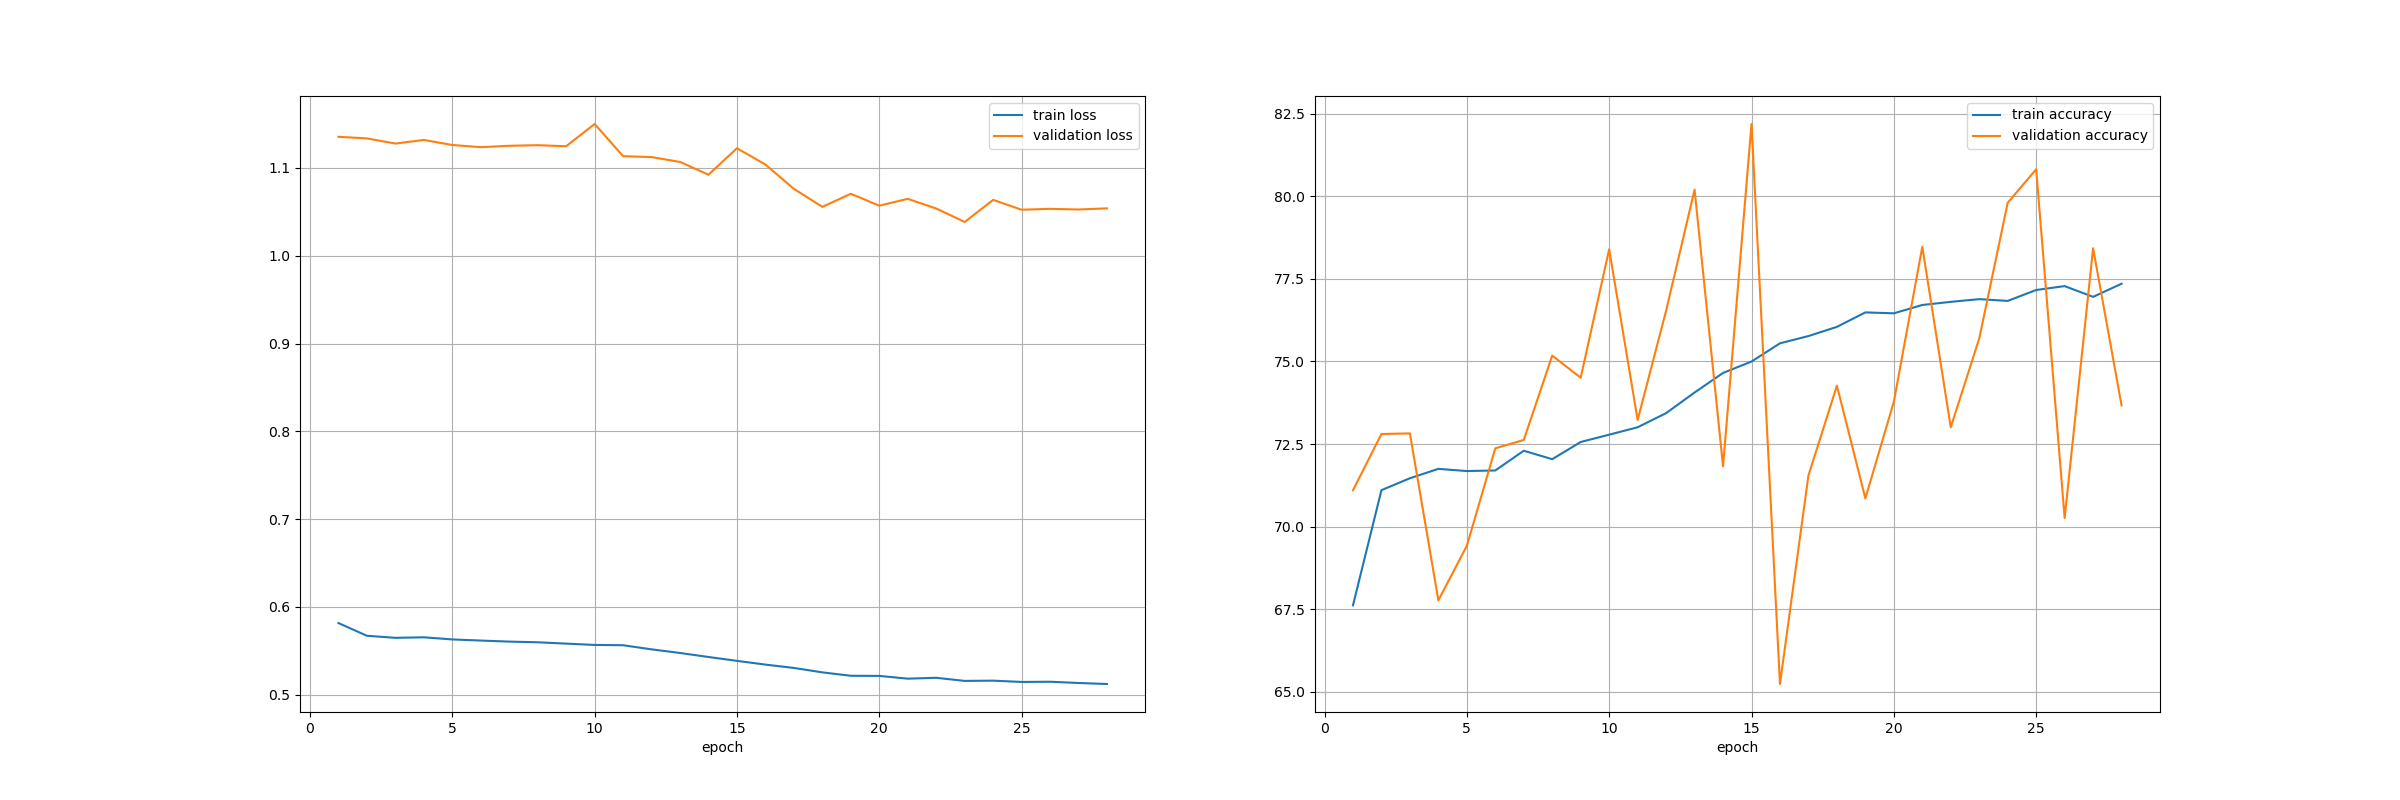 train loss
validation loss
1.1
1.0
0.9
0.8
0.7
0.6
0.5
0 5 10 15 20 25
epoch
train accuracy
validation accuracy
82.5
80.0
77.5
75.0
72.5
70.0
67.5
65.0
0 5 10 15 20 25
epoch